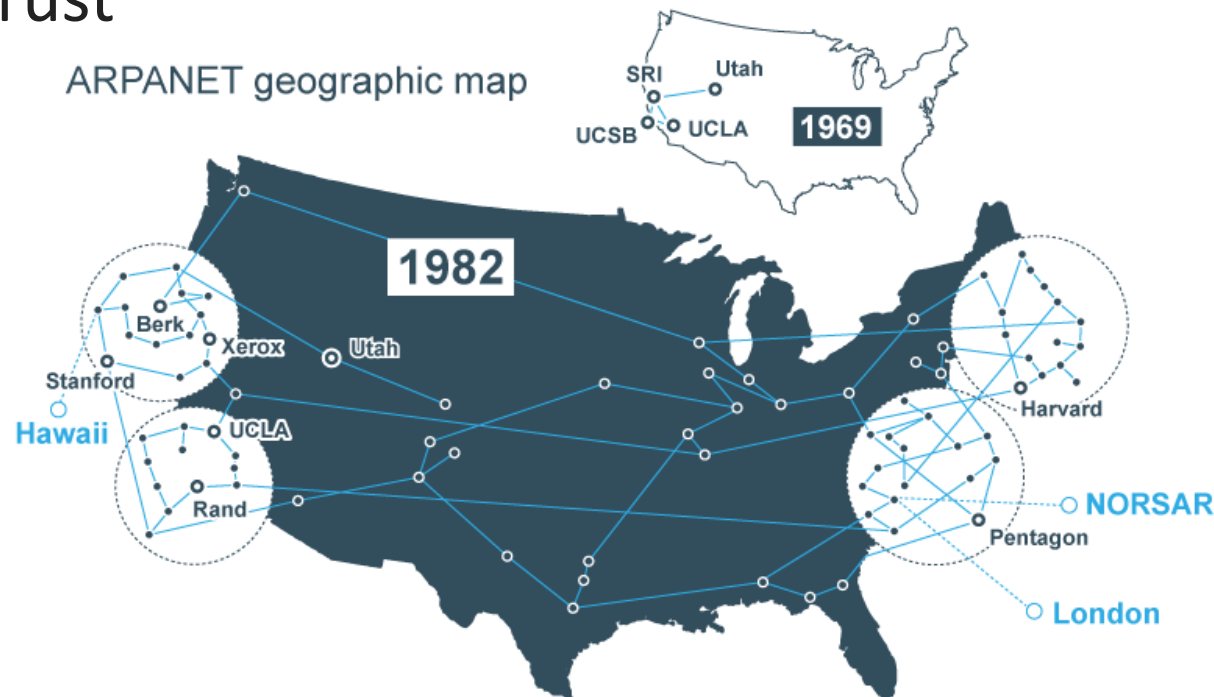 Trust
ARPANET geographic map
SRI
Utah
UCSB
UCLA
1969
1982
Berk
Xerox
Utah
Stanford
Hawaii
UCLA
Rand
Harvard
NORSAR
Pentagon
London